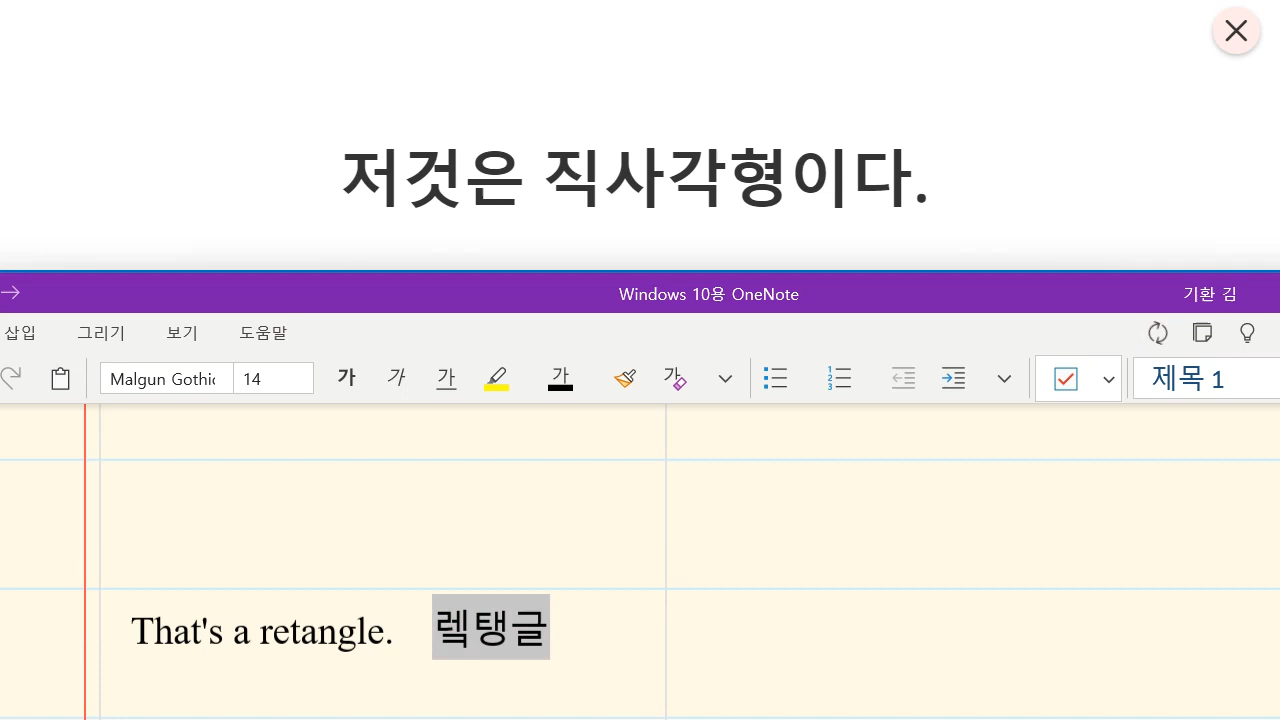 저것은 직사각형이다.
Windows 10용 OneNote
기환 김
삽입 그리기 보기 도움말
Malgun Gothic 14 가 가 가 가 가 제목 1
That's a retangle. 렉탱글